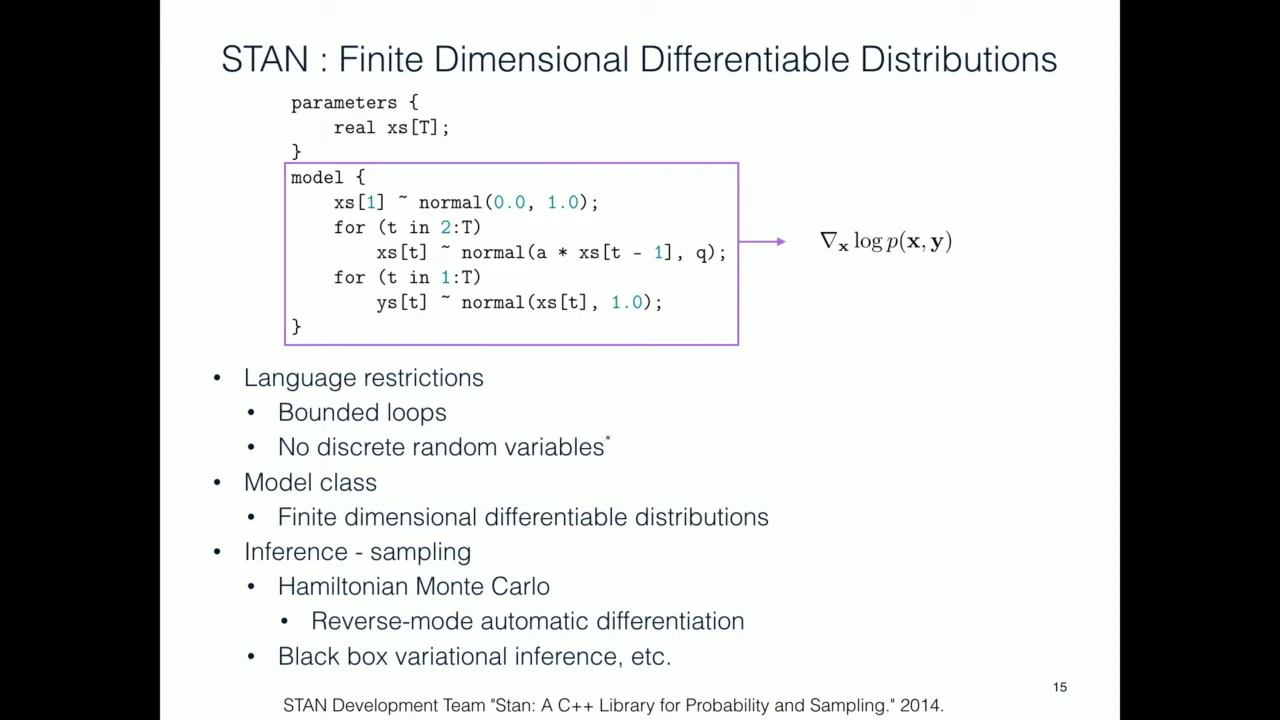 STAN : Finite Dimensional Differentiable Distributions
parameters {
    real xs[T];
}
model {
    xs[1] ~ normal(0.0, 1.0);
    for (t in 2:T)
        xs[t] ~ normal(a * xs[t - 1], q);
    for (t in 1:T)
        ys[t] ~ normal(xs[t], 1.0);
}
∇ₓ log p(x, y)
• Language restrictions
• Bounded loops
• No discrete random variables*
• Model class
• Finite dimensional differentiable distributions
• Inference - sampling
• Hamiltonian Monte Carlo
• Reverse-mode automatic differentiation
• Black box variational inference, etc.
15
STAN Development Team "Stan: A C++ Library for Probability and Sampling." 2014.